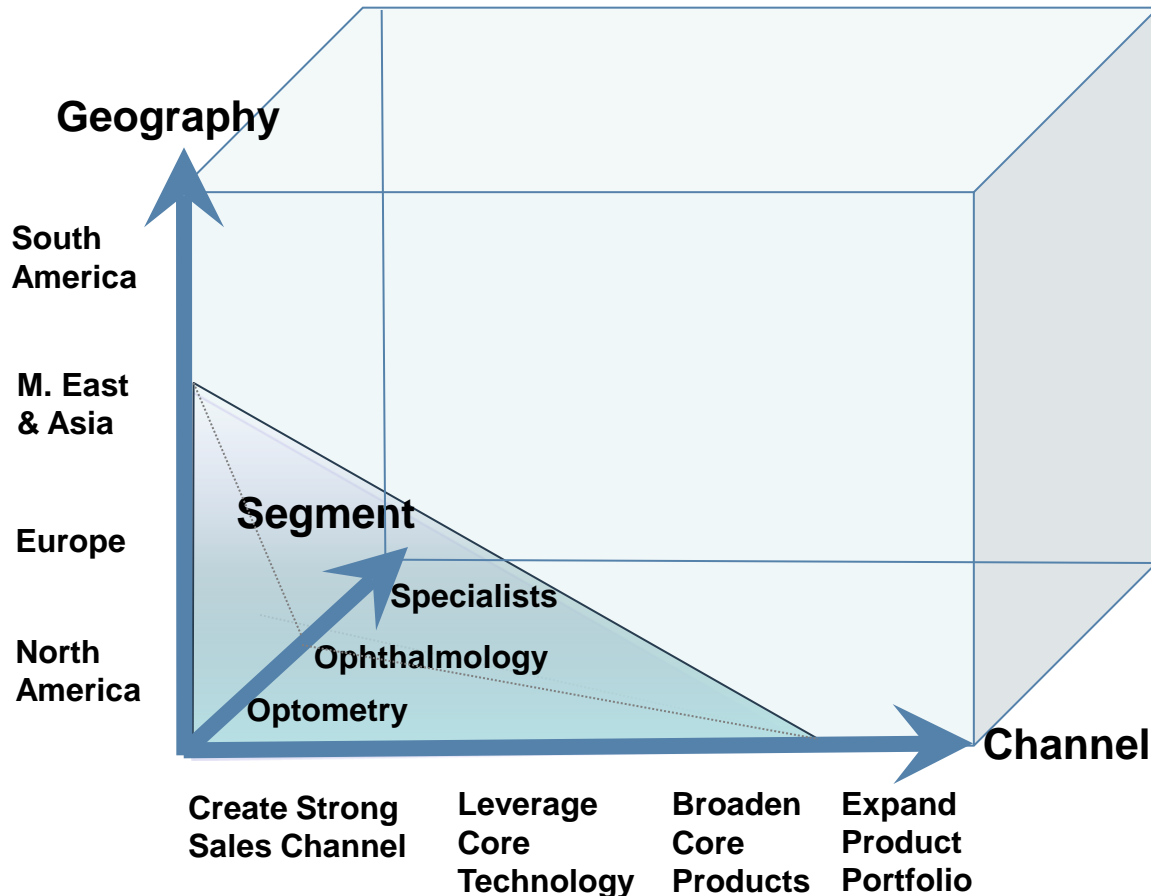 Geography
South
America
M. East
& Asia
Europe
North
America
Segment
Specialists
Ophthalmology
Optometry
Channel
Create Strong
Sales Channel
Leverage
Core
Technology
Broaden
Core
Products
Expand
Product
Portfolio